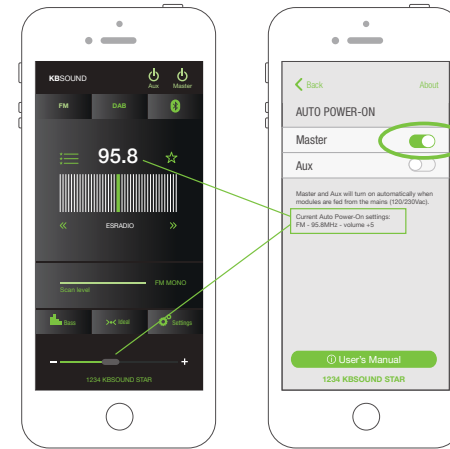 KBSOUND
Aux Master
FM DAB
95.8
ESRADIO
Scan level
FM MONO
Bass Ideal Settings
- +
1234 KBSOUND STAR
Back About
AUTO POWER-ON
Master
Aux
Master and Aux will turn on automatically when
modules are fed from the mains (120/230Vac).
Current Auto Power-On settings:
FM - 95.8MHz - volume +5
User's Manual
1234 KBSOUND STAR